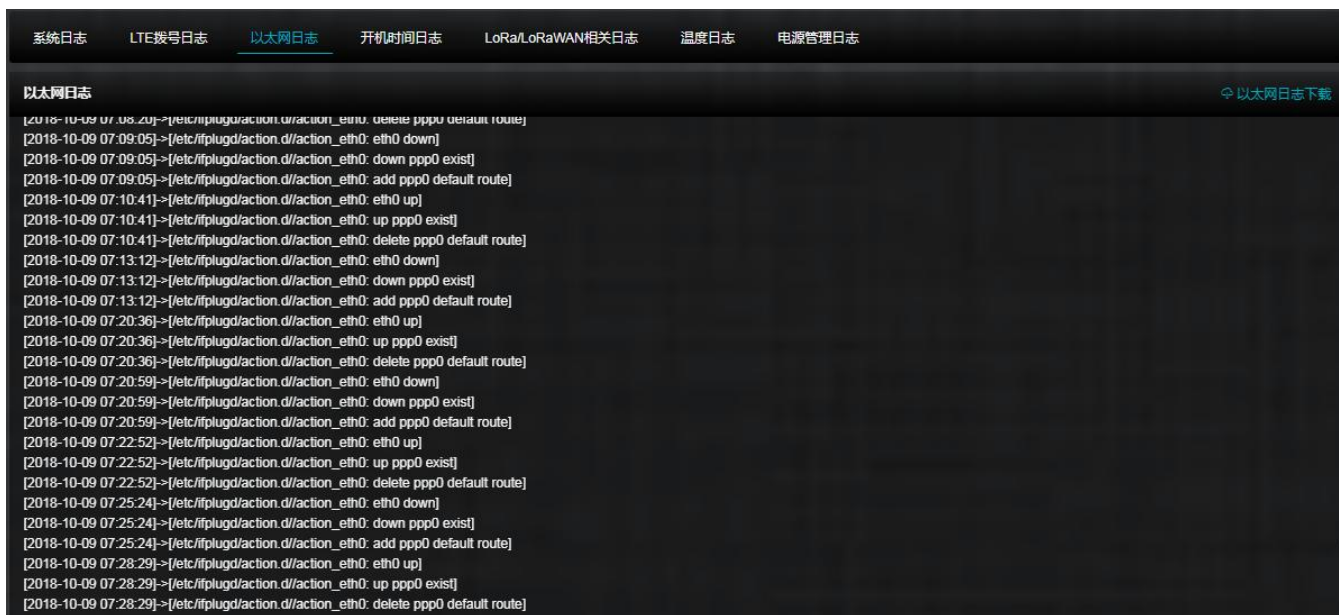 系统日志 LTE拨号日志 以太网日志 开机时间日志 LoRa/LoRaWAN相关日志 温度日志 电源管理日志
以太网日志 以太网日志下载
[2018-10-09 07:08:20]->[/etc/ifplugd/action.d//action_eth0: delete ppp0 default route]
[2018-10-09 07:09:05]->[/etc/ifplugd/action.d//action_eth0: eth0 down]
[2018-10-09 07:09:05]->[/etc/ifplugd/action.d//action_eth0: down ppp0 exist]
[2018-10-09 07:09:05]->[/etc/ifplugd/action.d//action_eth0: add ppp0 default route]
[2018-10-09 07:10:41]->[/etc/ifplugd/action.d//action_eth0: eth0 up]
[2018-10-09 07:10:41]->[/etc/ifplugd/action.d//action_eth0: up ppp0 exist]
[2018-10-09 07:10:41]->[/etc/ifplugd/action.d//action_eth0: delete ppp0 default route]
[2018-10-09 07:13:12]->[/etc/ifplugd/action.d//action_eth0: eth0 down]
[2018-10-09 07:13:12]->[/etc/ifplugd/action.d//action_eth0: down ppp0 exist]
[2018-10-09 07:13:12]->[/etc/ifplugd/action.d//action_eth0: add ppp0 default route]
[2018-10-09 07:20:36]->[/etc/ifplugd/action.d//action_eth0: eth0 up]
[2018-10-09 07:20:36]->[/etc/ifplugd/action.d//action_eth0: up ppp0 exist]
[2018-10-09 07:20:36]->[/etc/ifplugd/action.d//action_eth0: delete ppp0 default route]
[2018-10-09 07:20:59]->[/etc/ifplugd/action.d//action_eth0: eth0 down]
[2018-10-09 07:20:59]->[/etc/ifplugd/action.d//action_eth0: down ppp0 exist]
[2018-10-09 07:20:59]->[/etc/ifplugd/action.d//action_eth0: add ppp0 default route]
[2018-10-09 07:22:52]->[/etc/ifplugd/action.d//action_eth0: eth0 up]
[2018-10-09 07:22:52]->[/etc/ifplugd/action.d//action_eth0: up ppp0 exist]
[2018-10-09 07:22:52]->[/etc/ifplugd/action.d//action_eth0: delete ppp0 default route]
[2018-10-09 07:25:24]->[/etc/ifplugd/action.d//action_eth0: eth0 down]
[2018-10-09 07:25:24]->[/etc/ifplugd/action.d//action_eth0: down ppp0 exist]
[2018-10-09 07:25:24]->[/etc/ifplugd/action.d//action_eth0: add ppp0 default route]
[2018-10-09 07:28:29]->[/etc/ifplugd/action.d//action_eth0: eth0 up]
[2018-10-09 07:28:29]->[/etc/ifplugd/action.d//action_eth0: up ppp0 exist]
[2018-10-09 07:28:29]->[/etc/ifplugd/action.d//action_eth0: delete ppp0 default route]